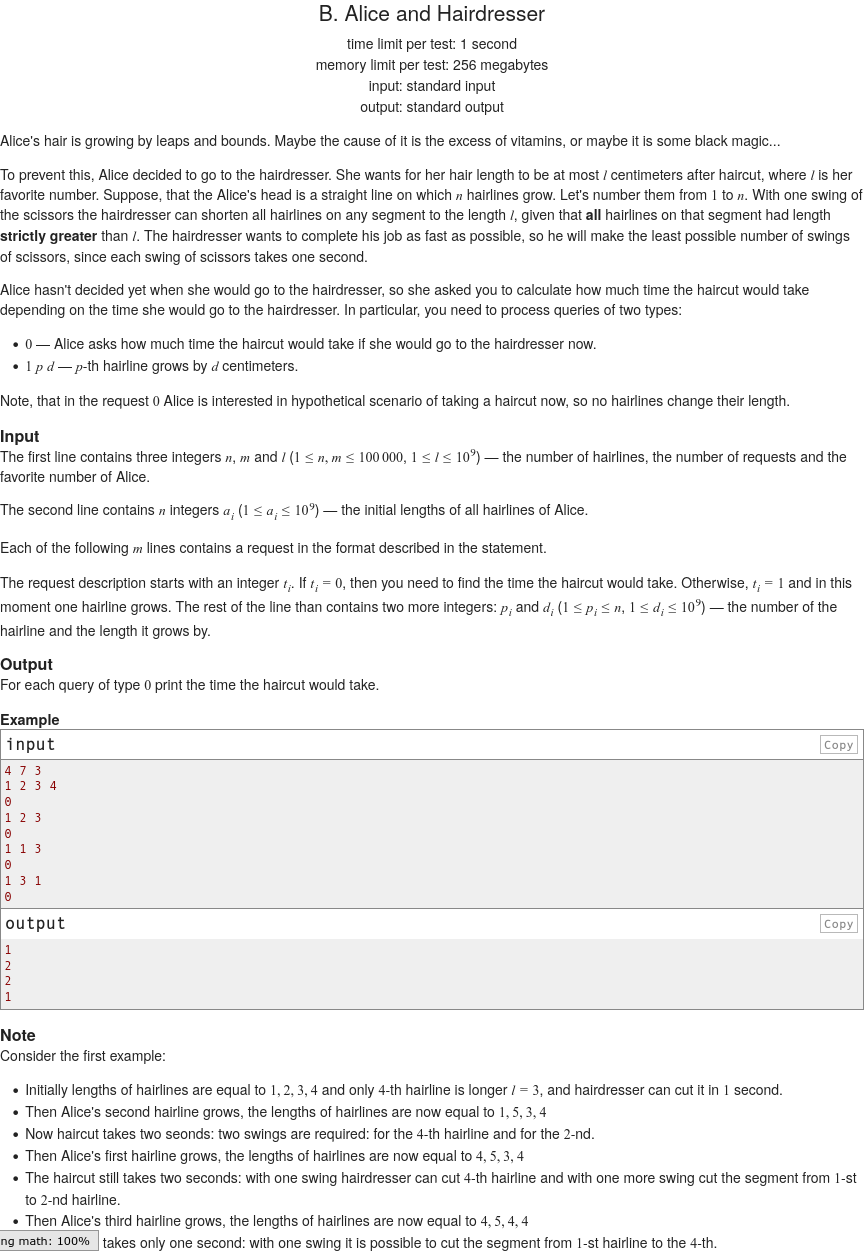 B. Alice and Hairdresser
time limit per test: 1 second
memory limit per test: 256 megabytes
input: standard input
output: standard output
Alice's hair is growing by leaps and bounds. Maybe the cause of it is the excess of vitamins, or maybe it is some black magic...
To prevent this, Alice decided to go to the hairdresser. She wants for her hair length to be at most l centimeters after haircut, where l is her
favorite number. Suppose, that the Alice's head is a straight line on which n hairlines grow. Let's number them from 1 to n. With one swing of
the scissors the hairdresser can shorten all hairlines on any segment to the length l, given that all hairlines on that segment had length
strictly greater than l. The hairdresser wants to complete his job as fast as possible, so he will make the least possible number of swings
of scissors, since each swing of scissors takes one second.
Alice hasn't decided yet when she would go to the hairdresser, so she asked you to calculate how much time the haircut would take
depending on the time she would go to the hairdresser. In particular, you need to process queries of two types:
• 0 — Alice asks how much time the haircut would take if she would go to the hairdresser now.
• 1 p d — p-th hairline grows by d centimeters.
Note, that in the request 0 Alice is interested in hypothetical scenario of taking a haircut now, so no hairlines change their length.
Input
The first line contains three integers n, m and l (1 ≤ n, m ≤ 100 000, 1 ≤ l ≤ 10⁹) — the number of hairlines, the number of requests and the
favorite number of Alice.
The second line contains n integers aᵢ (1 ≤ aᵢ ≤ 10⁹) — the initial lengths of all hairlines of Alice.
Each of the following m lines contains a request in the format described in the statement.
The request description starts with an integer tᵢ. If tᵢ = 0, then you need to find the time the haircut would take. Otherwise, tᵢ = 1 and in this
moment one hairline grows. The rest of the line than contains two more integers: pᵢ and dᵢ (1 ≤ pᵢ ≤ n, 1 ≤ dᵢ ≤ 10⁹) — the number of the
hairline and the length it grows by.
Output
For each query of type 0 print the time the haircut would take.
Example
input Copy
4 7 3
1 2 3 4
0
1 2 3
0
1 1 3
0
1 3 1
0
output Copy
1
2
2
1
Note
Consider the first example:
• Initially lengths of hairlines are equal to 1, 2, 3, 4 and only 4-th hairline is longer l = 3, and hairdresser can cut it in 1 second.
• Then Alice's second hairline grows, the lengths of hairlines are now equal to 1, 5, 3, 4
• Now haircut takes two seonds: two swings are required: for the 4-th hairline and for the 2-nd.
• Then Alice's first hairline grows, the lengths of hairlines are now equal to 4, 5, 3, 4
• The haircut still takes two seconds: with one swing hairdresser can cut 4-th hairline and with one more swing cut the segment from 1-st
to 2-nd hairline.
• Then Alice's third hairline grows, the lengths of hairlines are now equal to 4, 5, 4, 4
ng math: 100% takes only one second: with one swing it is possible to cut the segment from 1-st hairline to the 4-th.